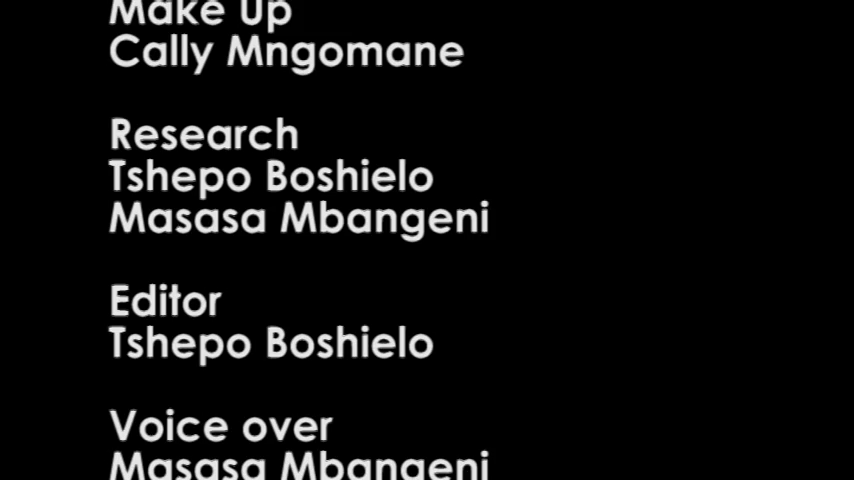 Make Up
Cally Mngomane
Research
Tshepo Boshielo
Masasa Mbangeni
Editor
Tshepo Boshielo
Voice over
Masasa Mbangeni